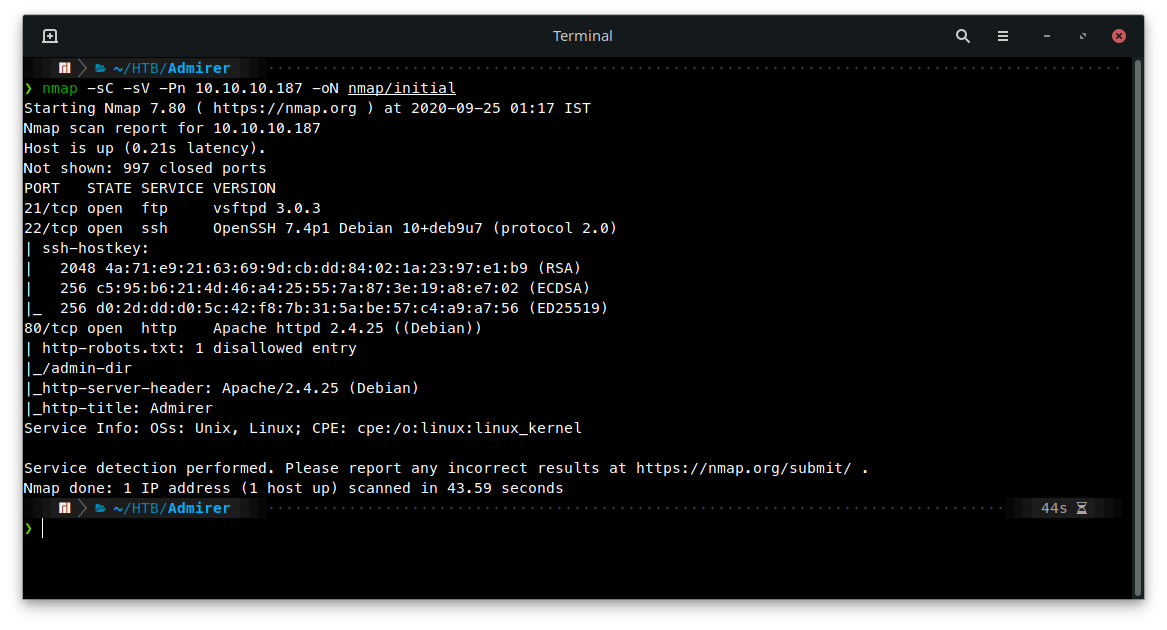 Terminal
~/HTB/Admirer
❯ nmap -sC -sV -Pn 10.10.10.187 -oN nmap/initial
Starting Nmap 7.80 ( https://nmap.org ) at 2020-09-25 01:17 IST
Nmap scan report for 10.10.10.187
Host is up (0.21s latency).
Not shown: 997 closed ports
PORT   STATE SERVICE VERSION
21/tcp open  ftp     vsftpd 3.0.3
22/tcp open  ssh     OpenSSH 7.4p1 Debian 10+deb9u7 (protocol 2.0)
| ssh-hostkey:
|   2048 4a:71:e9:21:63:69:9d:cb:dd:84:02:1a:23:97:e1:b9 (RSA)
|   256 c5:95:b6:21:4d:46:a4:25:55:7a:87:3e:19:a8:e7:02 (ECDSA)
|_  256 d0:2d:dd:d0:5c:42:f8:7b:31:5a:be:57:c4:a9:a7:56 (ED25519)
80/tcp open  http    Apache httpd 2.4.25 ((Debian))
| http-robots.txt: 1 disallowed entry
|_/admin-dir
|_http-server-header: Apache/2.4.25 (Debian)
|_http-title: Admirer
Service Info: OSs: Unix, Linux; CPE: cpe:/o:linux:linux_kernel
Service detection performed. Please report any incorrect results at https://nmap.org/submit/ .
Nmap done: 1 IP address (1 host up) scanned in 43.59 seconds
~/HTB/Admirer 44s
❯